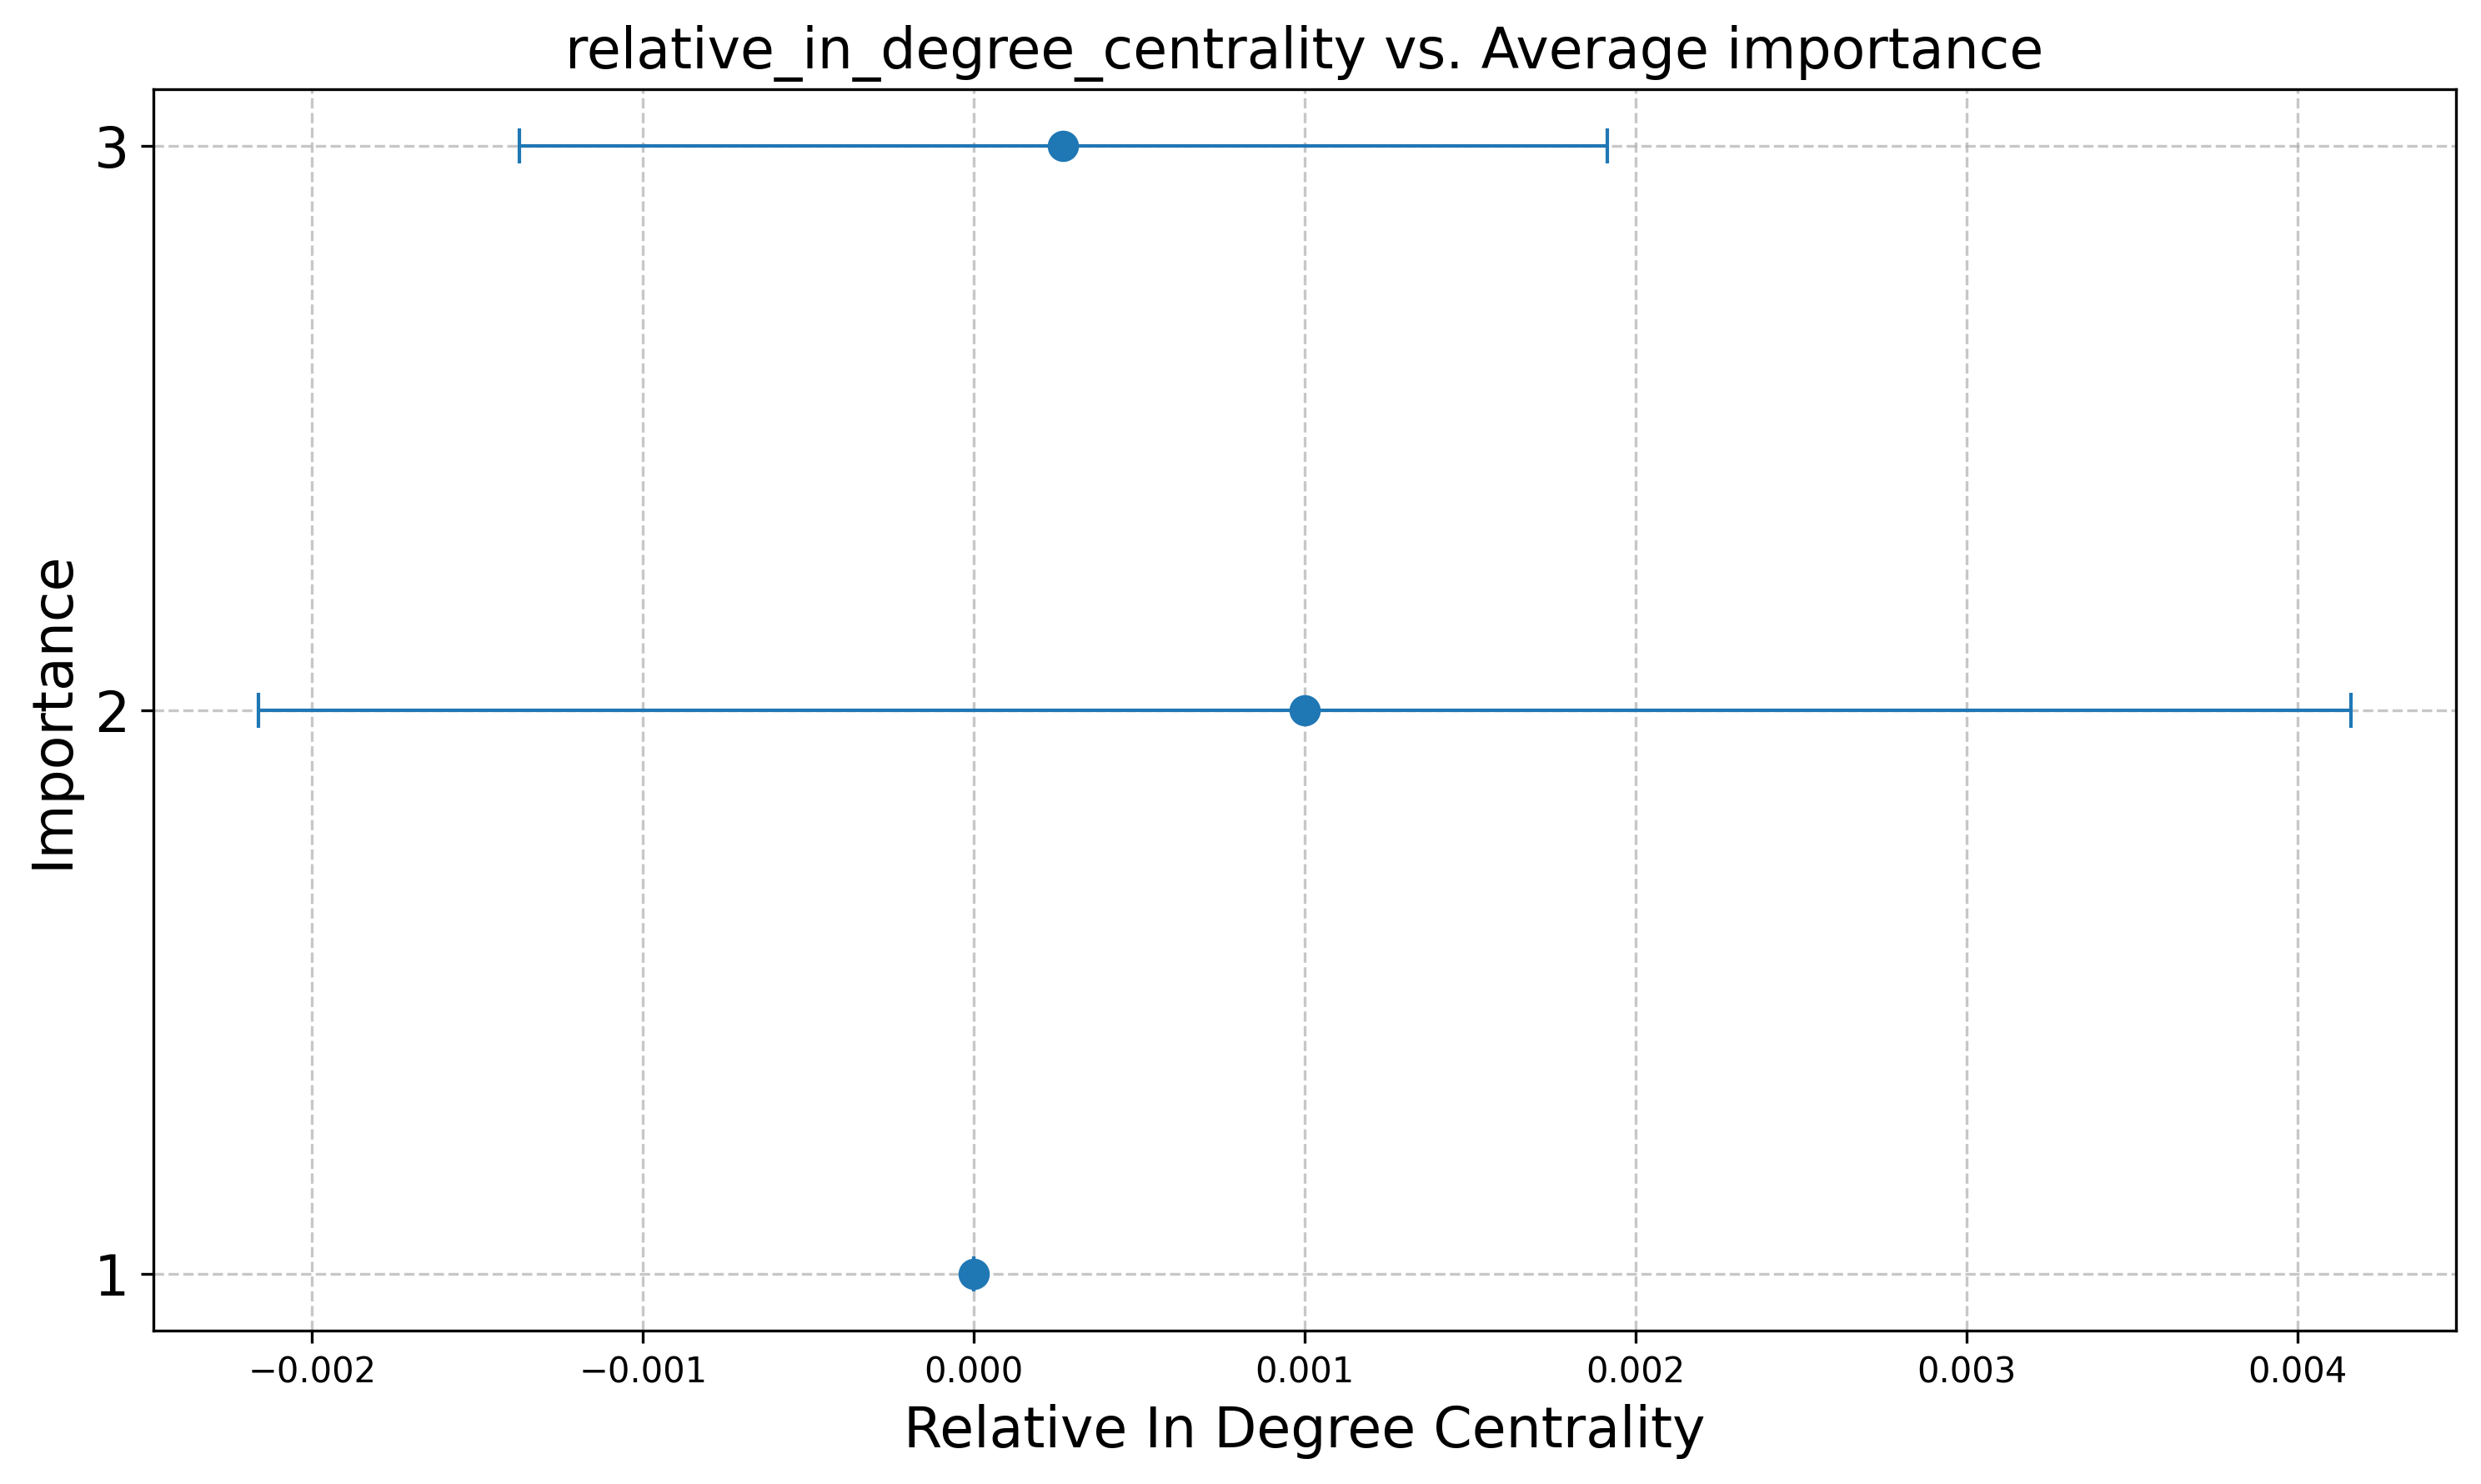 relative_in_degree_centrality vs. Average importance
3
2
1
Importance
−0.002 −0.001 0.000 0.001 0.002 0.003 0.004
Relative In Degree Centrality